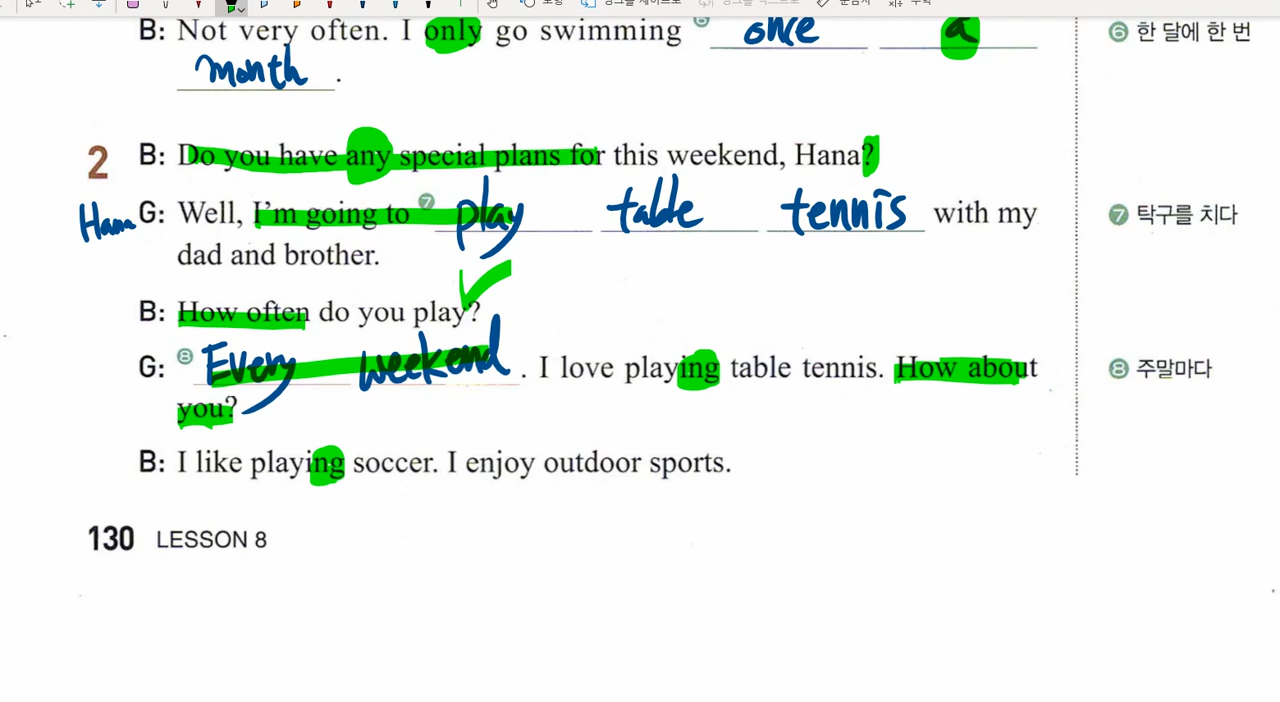 B: Not very often. I only go swimming ⑥ once a ⑥ 한 달에 한 번
month .
2 B: Do you have any special plans for this weekend, Hana?
Hana G: Well, I'm going to ⑦ play table tennis with my ⑦ 탁구를 치다
dad and brother.
B: How often do you play?
G: ⑧ Every weekend . I love playing table tennis. How about ⑧ 주말마다
you?
B: I like playing soccer. I enjoy outdoor sports.
130 LESSON 8